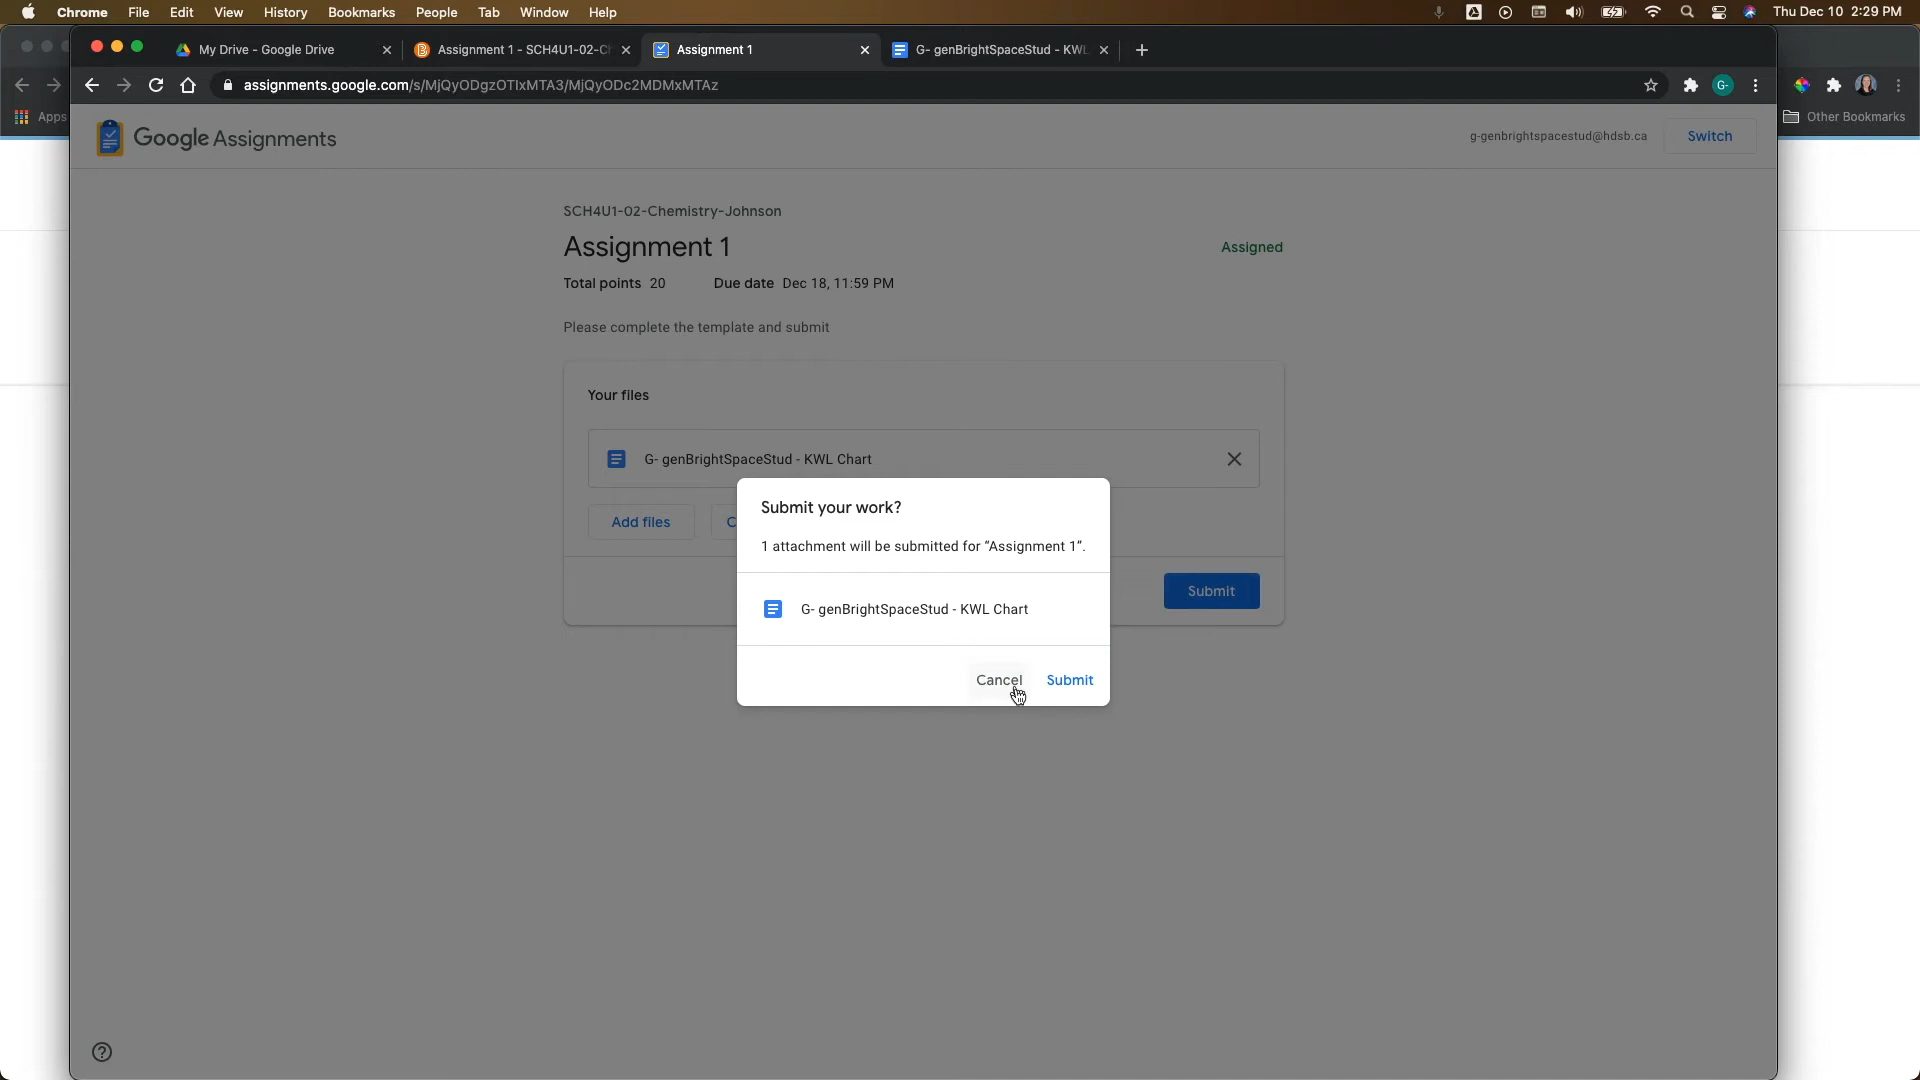 Chrome File Edit View History Bookmarks People Tab Window Help Thu Dec 10 2:29 PM
My Drive - Google Drive Assignment 1 - SCH4U1-02-C Assignment 1 G- genBrightSpaceStud - KWL
assignments.google.com/s/MjQyODgzOTIxMTA3/MjQyODc2MDMxMTAz G-
Apps Other Bookmarks
Google Assignments g-genbrightspacestud@hdsb.ca Switch
SCH4U1-02-Chemistry-Johnson
Assignment 1 Assigned
Total points 20 Due date Dec 18, 11:59 PM
Please complete the template and submit
Your files
G- genBrightSpaceStud - KWL Chart
Add files C
Submit
Submit your work?
1 attachment will be submitted for “Assignment 1”.
G- genBrightSpaceStud - KWL Chart
Cancel Submit